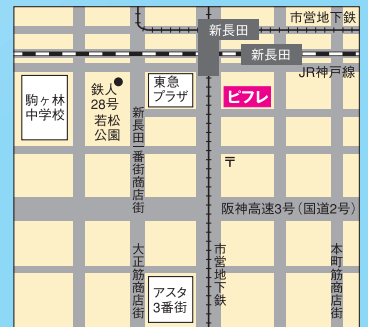 市営地下鉄
新長田
新長田
JR神戸線
駒ヶ林
中学校
鉄人
28号
若松
公園
東急
プラザ
ピフレ
新長田一番街商店街
〒
阪神高速3号(国道2号)
大正筋商店街
アスタ
3番街
市営地下鉄
本町筋商店街